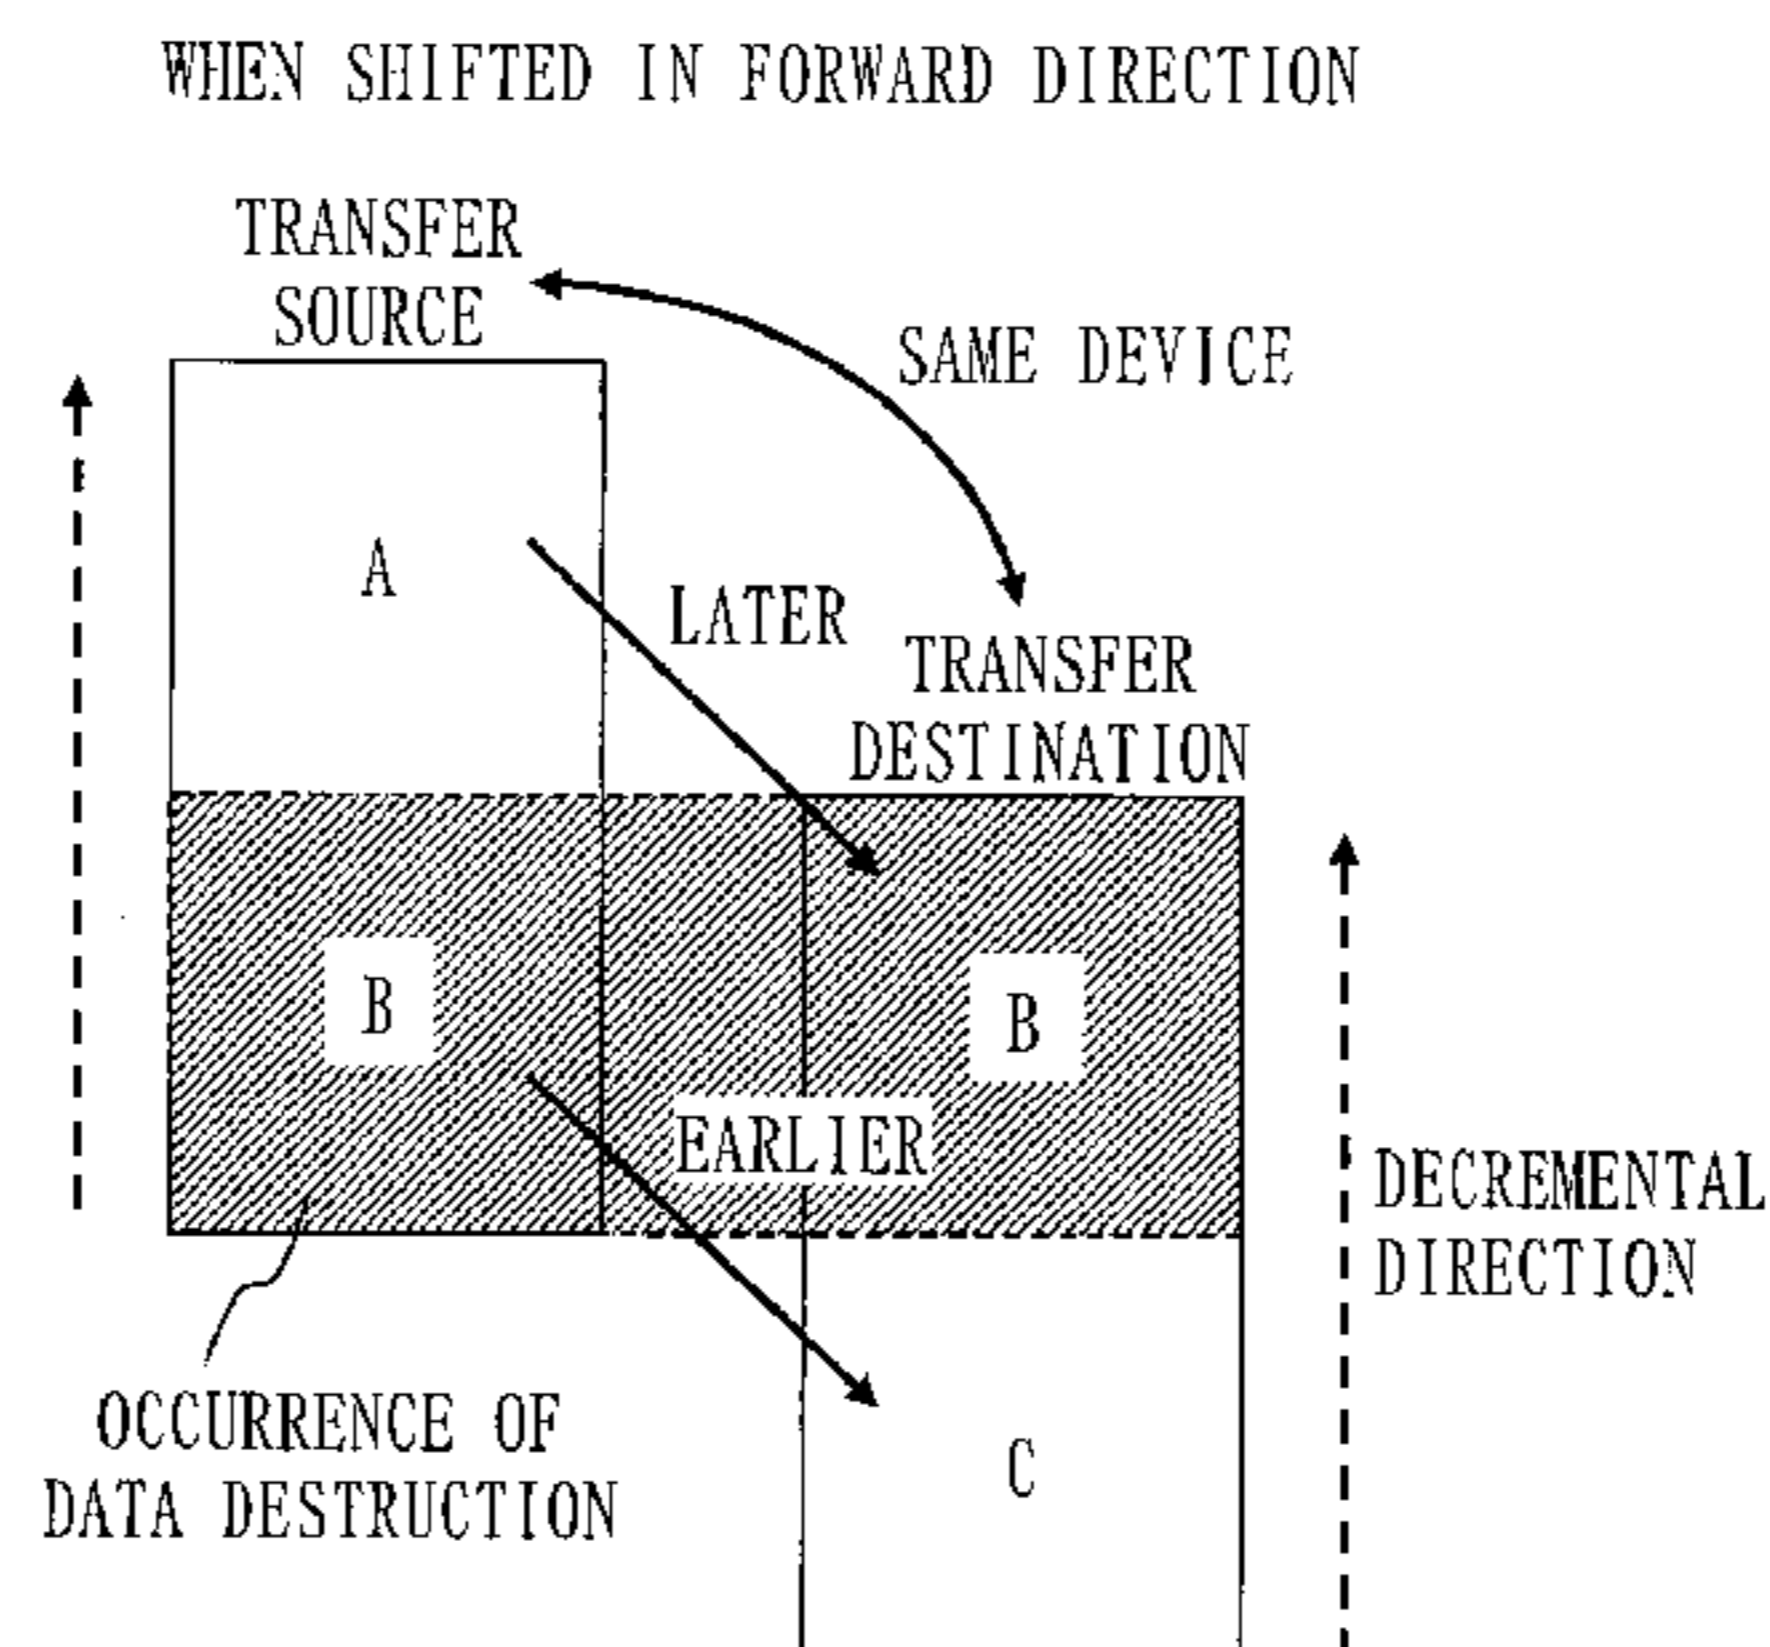 WHEN SHIFTED IN FORWARD DIRECTION
TRANSFER
SOURCE
SAME DEVICE
A
LATER
TRANSFER
DESTINATION
B
B
EARLIER
DECREMENTAL
DIRECTION
OCCURRENCE OF
DATA DESTRUCTION
C